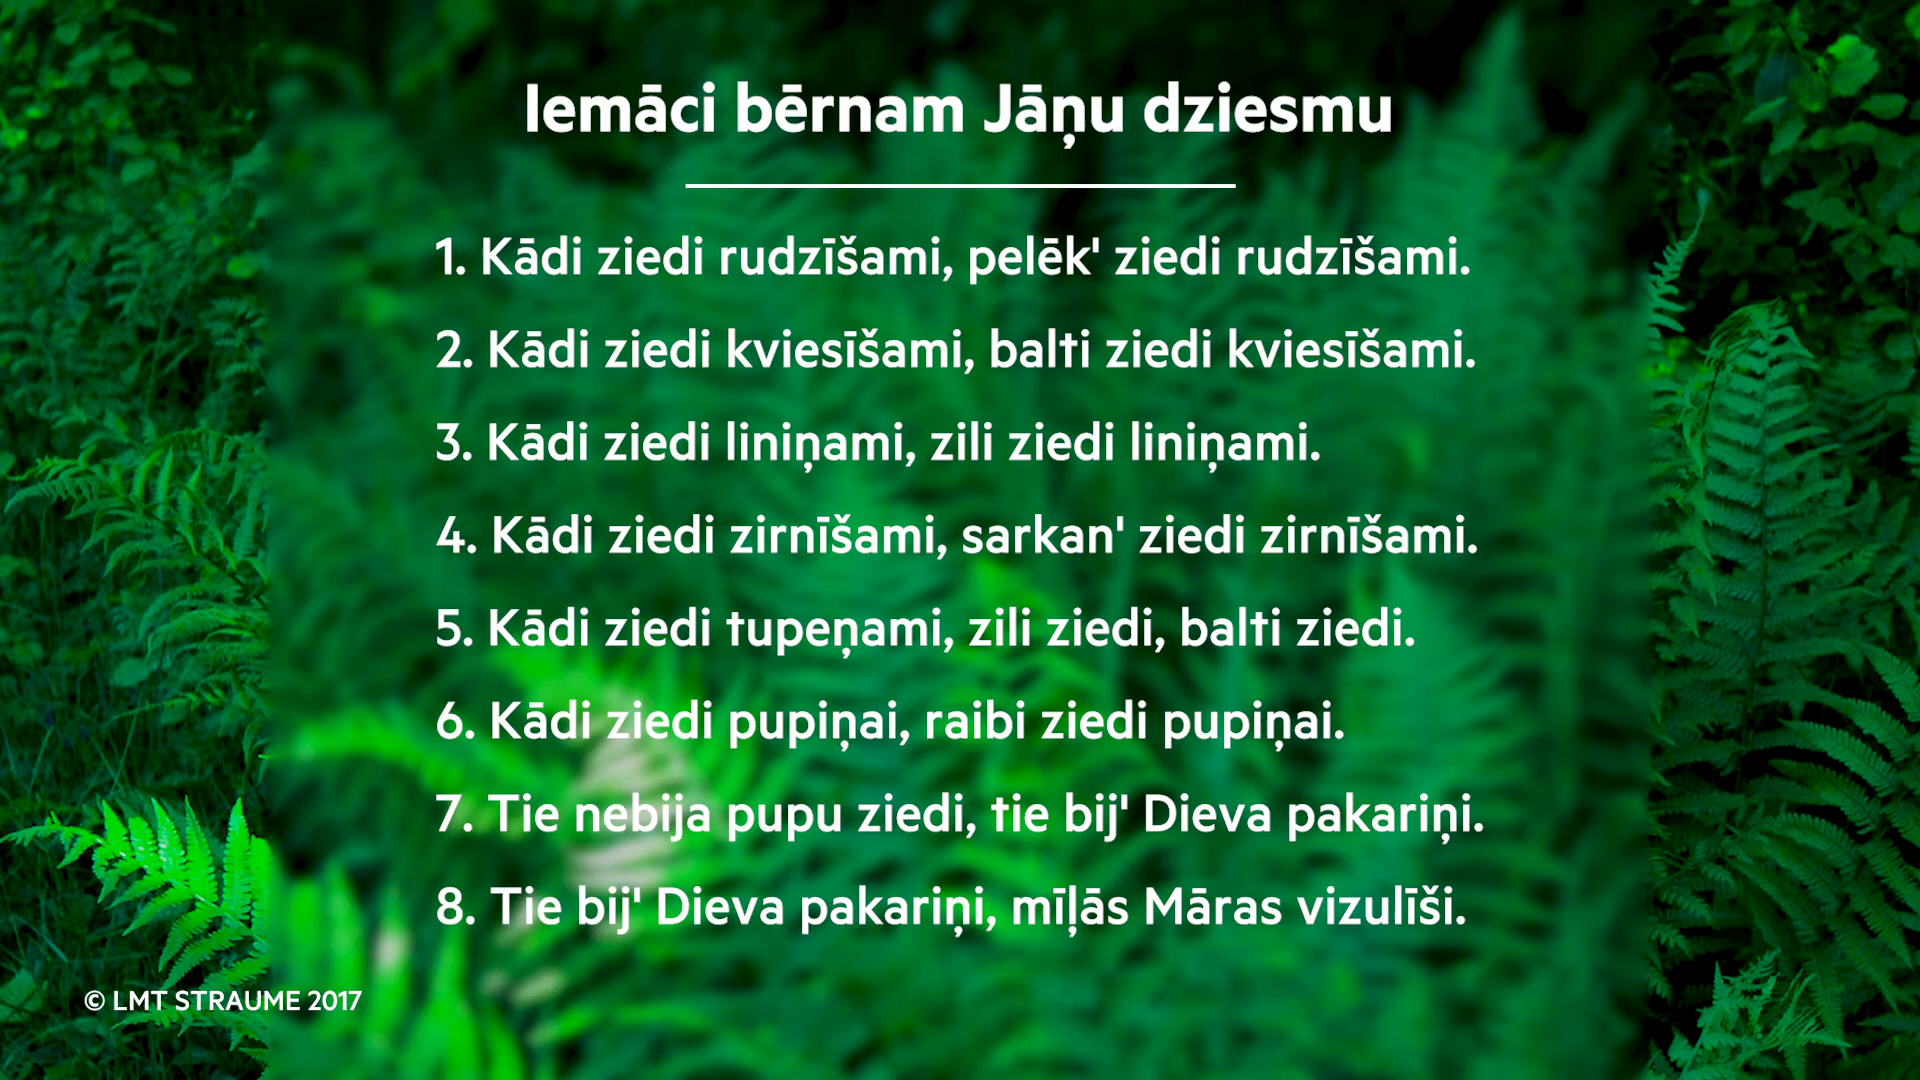 Iemāci bērnam Jāņu dziesmu
1. Kādi ziedi rudzīšami, pelēk' ziedi rudzīšami.
2. Kādi ziedi kviesīšami, balti ziedi kviesīšami.
3. Kādi ziedi liniņami, zili ziedi liniņami.
4. Kādi ziedi zirnīšami, sarkan' ziedi zirnīšami.
5. Kādi ziedi tupeņami, zili ziedi, balti ziedi.
6. Kādi ziedi pupiņai, raibi ziedi pupiņai.
7. Tie nebija pupu ziedi, tie bij' Dieva pakariņi.
8. Tie bij' Dieva pakariņi, mīļās Māras vizulīši.
© LMT STRAUME 2017